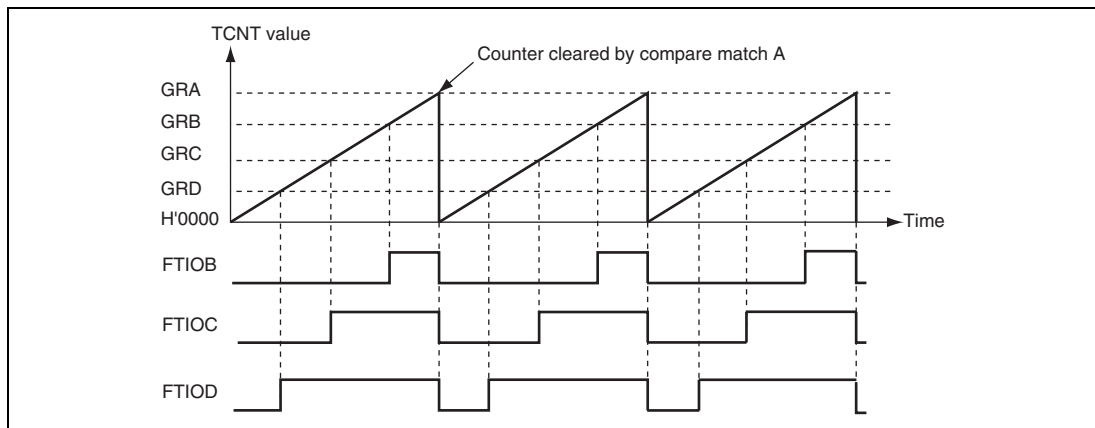 TCNT value
Counter cleared by compare match A
GRA
GRB
GRC
GRD
H'0000
Time
FTIOB
FTIOC
FTIOD